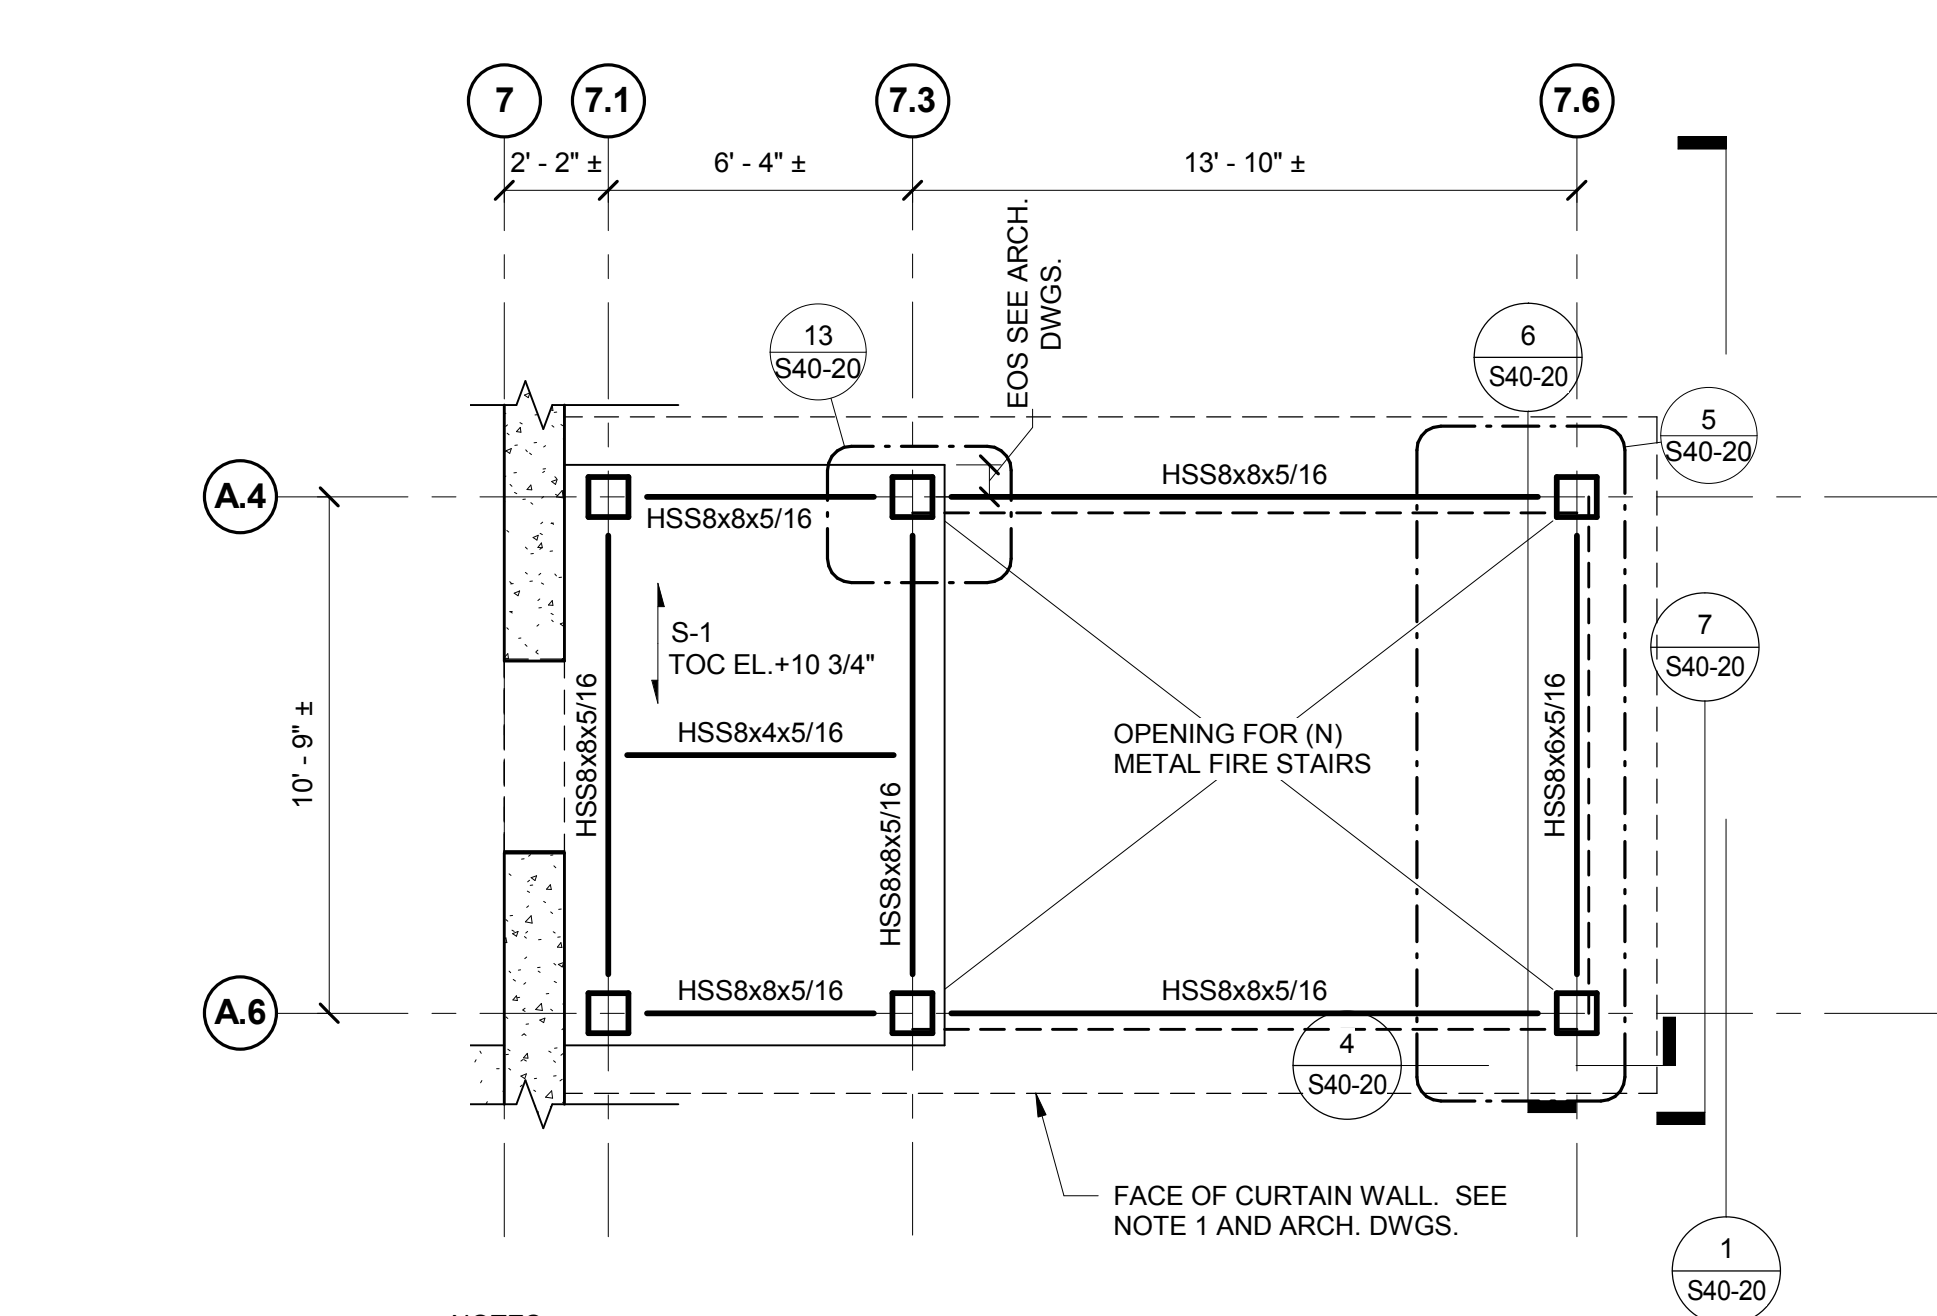 7 7.1 7.3 7.6
2' - 2" ± 6' - 4" ± 13' - 10" ±
EOS SEE ARCH.
DWGS.
13
S40-20
6
S40-20
5
S40-20
A.4
HSS8x8x5/16
HSS8x8x5/16
S-1
TOC EL.+10 3/4"
7
S40-20
HSS8x8x5/16
HSS8x4x5/16
10' - 9" ±
OPENING FOR (N)
METAL FIRE STAIRS
HSS8x6x5/16
HSS8x8x5/16
A.6
HSS8x8x5/16
HSS8x8x5/16
4
S40-20
FACE OF CURTAIN WALL. SEE
NOTE 1 AND ARCH. DWGS.
1
S40-20